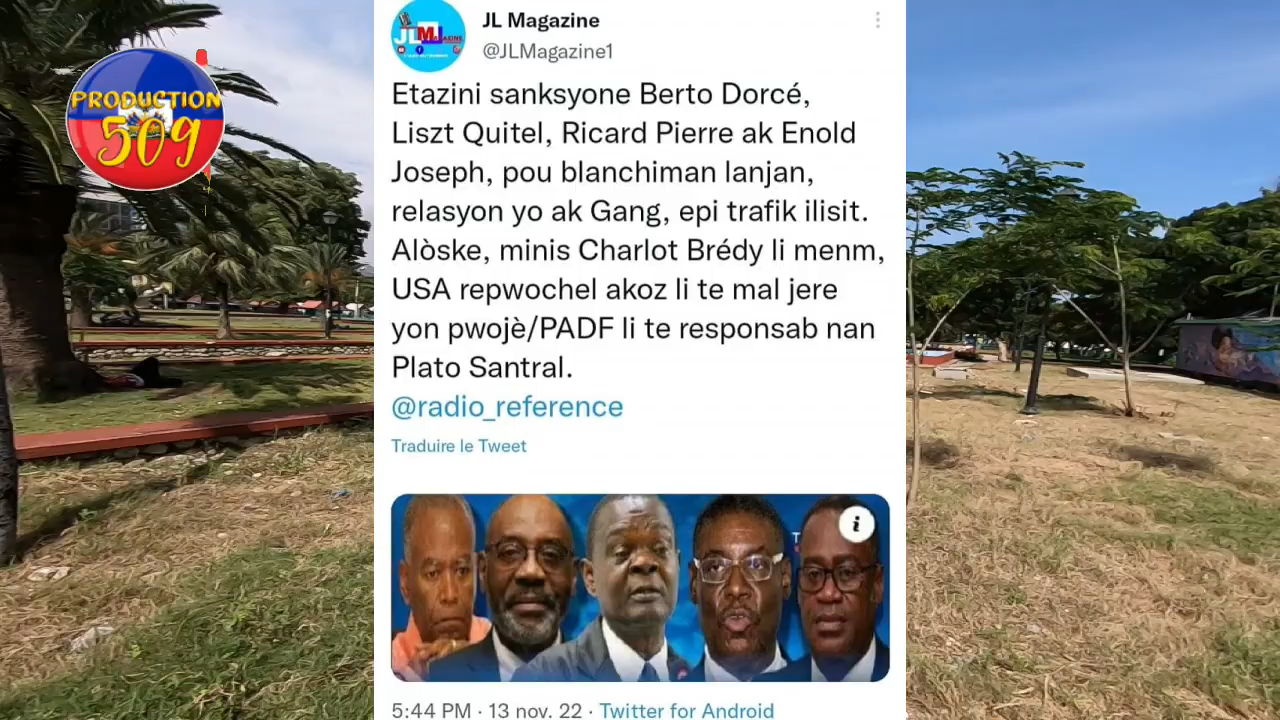 PRODUCTION
509
JLM
JL Magazine
@JLMagazine1
Etazini sanksyone Berto Dorcé,
Liszt Quitel, Ricard Pierre ak Enold
Joseph, pou blanchiman lanjan,
relasyon yo ak Gang, epi trafik ilisit.
Alòske, minis Charlot Brédy li menm,
USA repwochel akoz li te mal jere
yon pwojè/PADF li te responsab nan
Plato Santral.
@radio_reference
Traduire le Tweet
i
5:44 PM · 13 nov. 22 · Twitter for Android